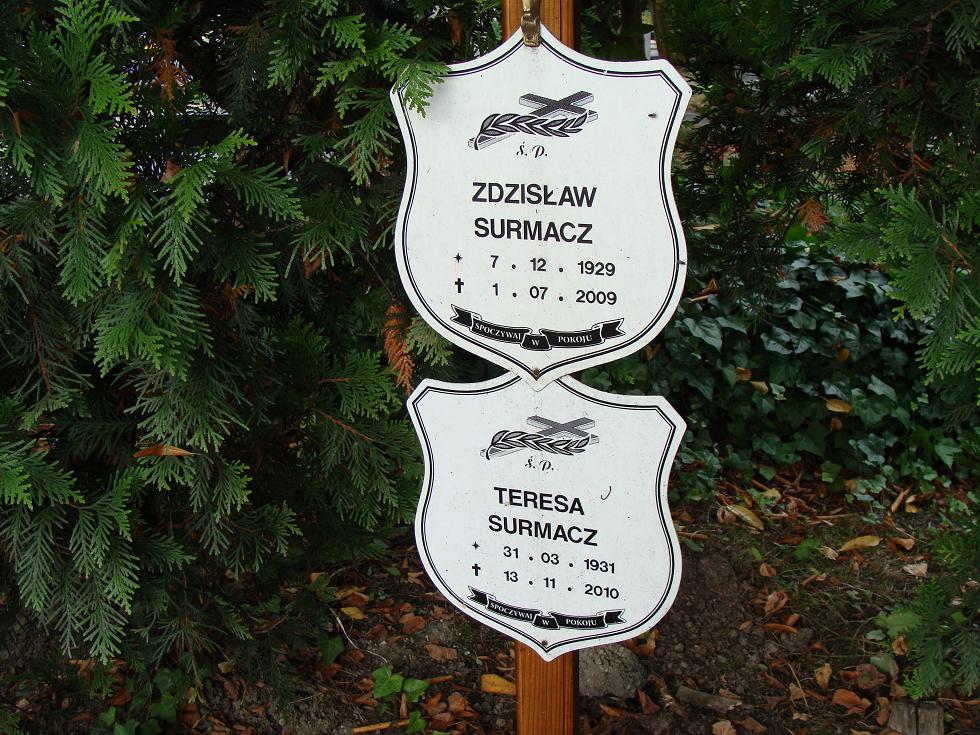 Ś. P.
ZDZISŁAW
SURMACZ
7 . 12 . 1929
✝ 1 . 07 . 2009
SPOCZYWAJ W POKOJU
Ś. P.
TERESA
SURMACZ
31 . 03 . 1931
✝ 13 . 11 . 2010
SPOCZYWAJ W POKOJU